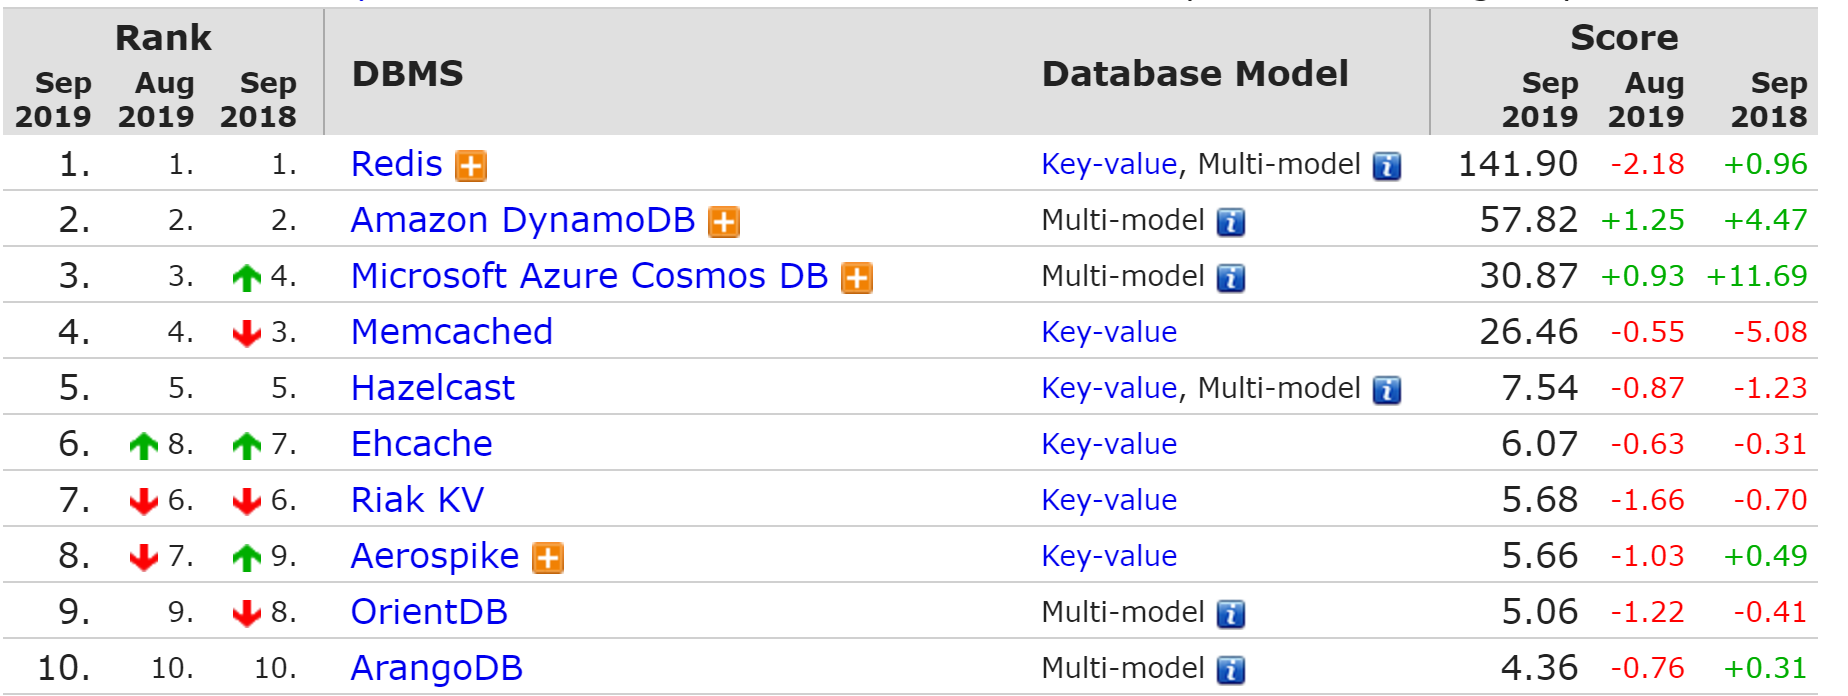 Rank
Score
Sep Aug Sep DBMS Database Model Sep Aug Sep
2019 2019 2018 2019 2019 2018
1. 1. 1. Redis Key-value, Multi-model 141.90 -2.18 +0.96
2. 2. 2. Amazon DynamoDB Multi-model 57.82 +1.25 +4.47
3. 3. 4. Microsoft Azure Cosmos DB Multi-model 30.87 +0.93 +11.69
4. 4. 3. Memcached Key-value 26.46 -0.55 -5.08
5. 5. 5. Hazelcast Key-value, Multi-model 7.54 -0.87 -1.23
6. 8. 7. Ehcache Key-value 6.07 -0.63 -0.31
7. 6. 6. Riak KV Key-value 5.68 -1.66 -0.70
8. 7. 9. Aerospike Key-value 5.66 -1.03 +0.49
9. 9. 8. OrientDB Multi-model 5.06 -1.22 -0.41
10. 10. 10. ArangoDB Multi-model 4.36 -0.76 +0.31